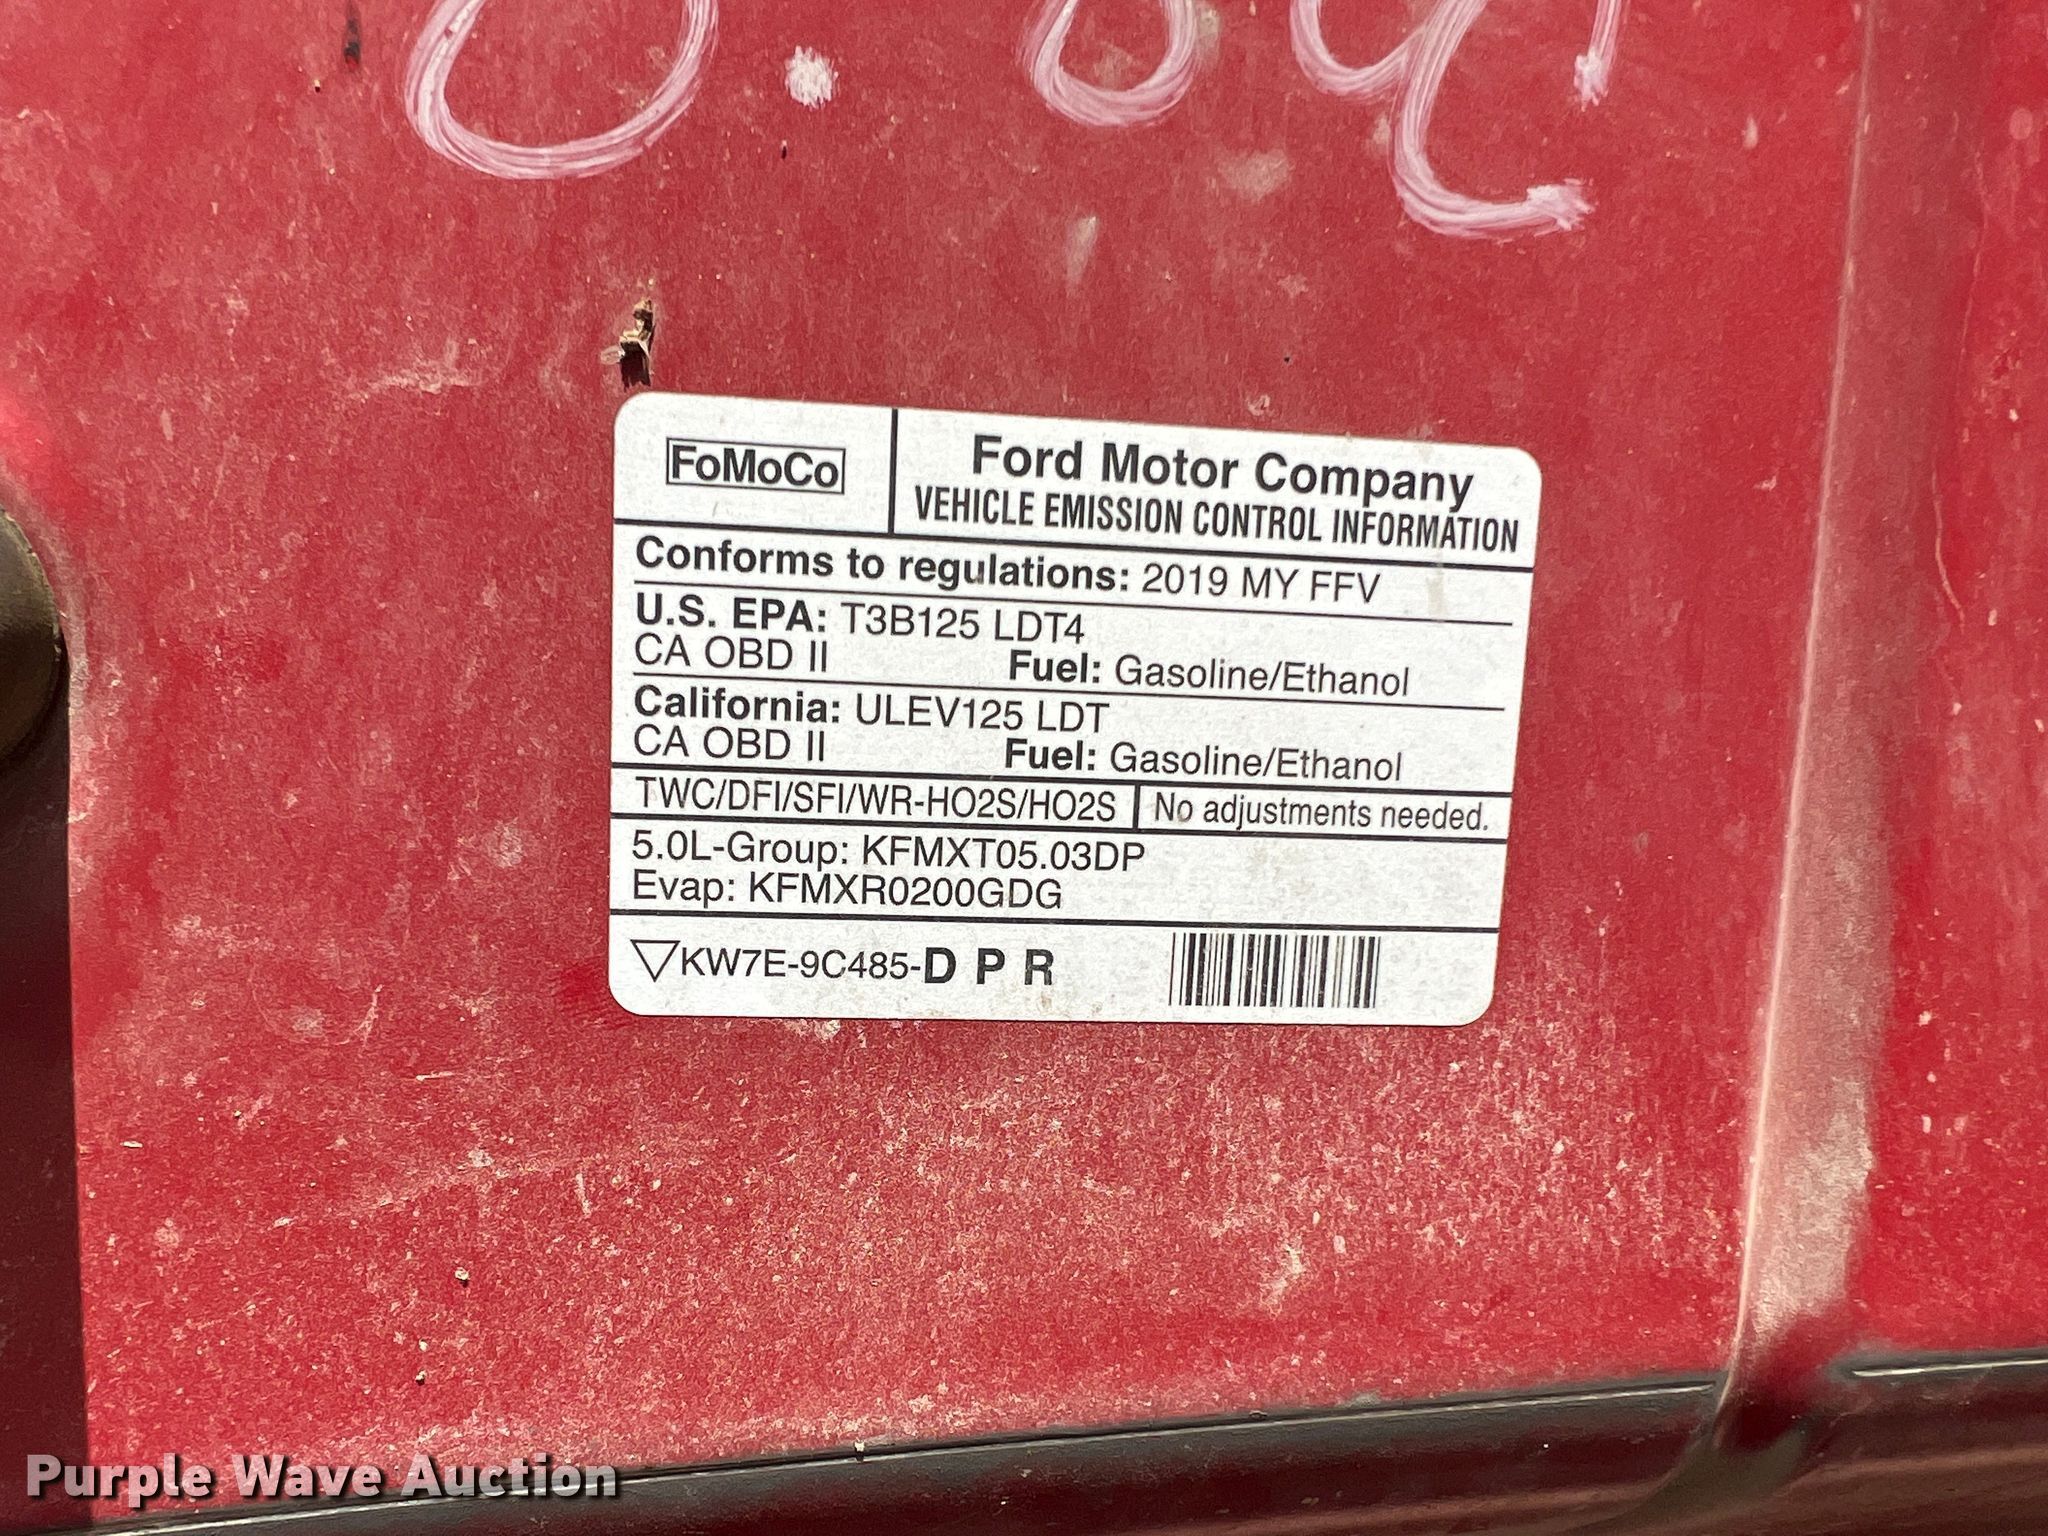 FoMoCo
Ford Motor Company
VEHICLE EMISSION CONTROL INFORMATION
Conforms to regulations: 2019 MY FFV
U.S. EPA: T3B125 LDT4
CA OBD II Fuel: Gasoline/Ethanol
California: ULEV125 LDT
CA OBD II Fuel: Gasoline/Ethanol
TWC/DFI/SFI/WR-HO2S/HO2S No adjustments needed.
5.0L-Group: KFMXT05.03DP
Evap: KFMXR0200GDG
▽KW7E-9C485-D P R
Purple Wave Auction